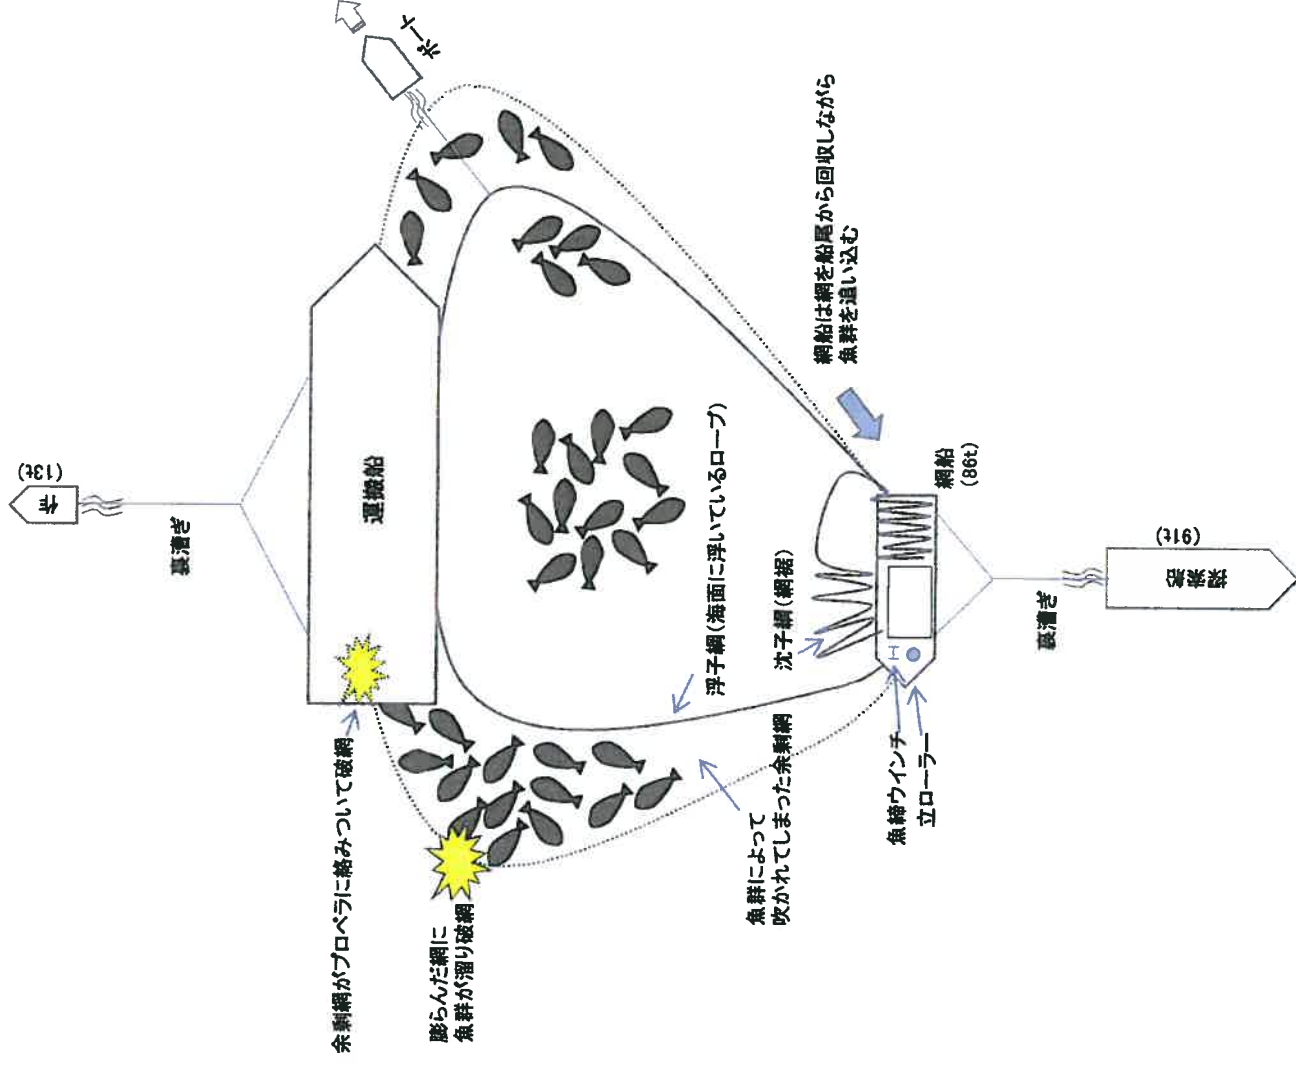 (13t)
裏漕ぎ
運搬船
ボート
余剰網がプロペラに絡みついて破網
膨らんだ網に
魚群が溜り破網
浮子綱(海面に浮いているロープ)
沈子綱(網裾)
魚群によって
吹かれてしまった余剰網
網船は網を船尾から回収しながら
魚群を追い込む
魚締ウインチ
立ローラー
網船
(86t)
裏漕ぎ
探索船
(91t)